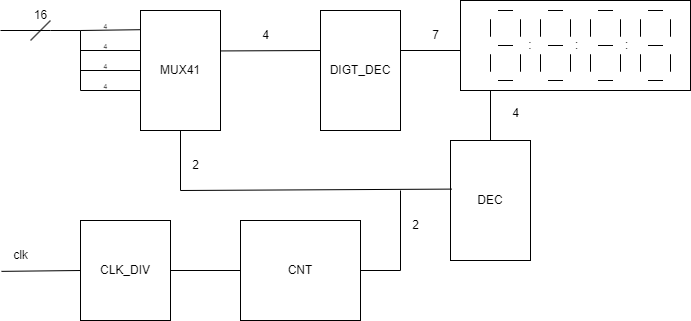 16
4
4
4
4
MUX41
4
DIGT_DEC
7
: : :
4
2
DEC
2
clk
CLK_DIV
CNT